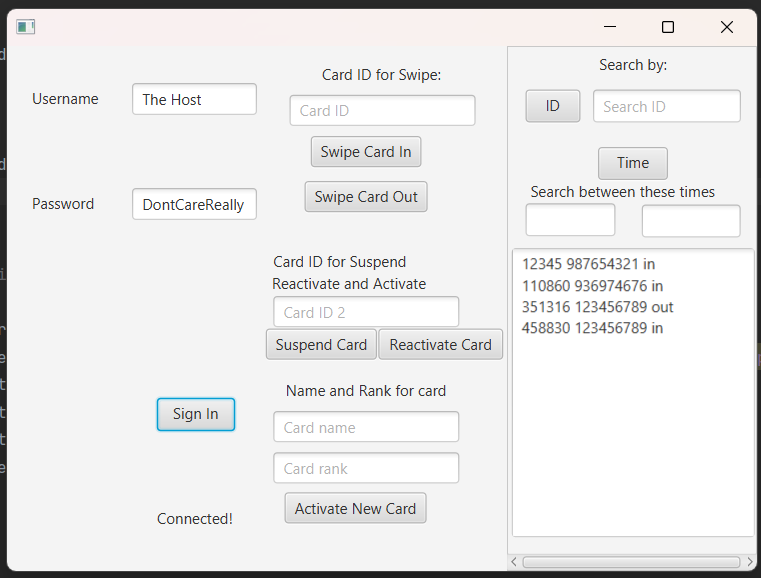 Username
The Host
Password
DontCareReally
Sign In
Connected!
Card ID for Swipe:
Card ID
Swipe Card In
Swipe Card Out
Card ID for Suspend
Reactivate and Activate
Card ID 2
Suspend Card
Reactivate Card
Name and Rank for card
Card name
Card rank
Activate New Card
Search by:
ID
Search ID
Time
Search between these times
12345 987654321 in
110860 936974676 in
351316 123456789 out
458830 123456789 in